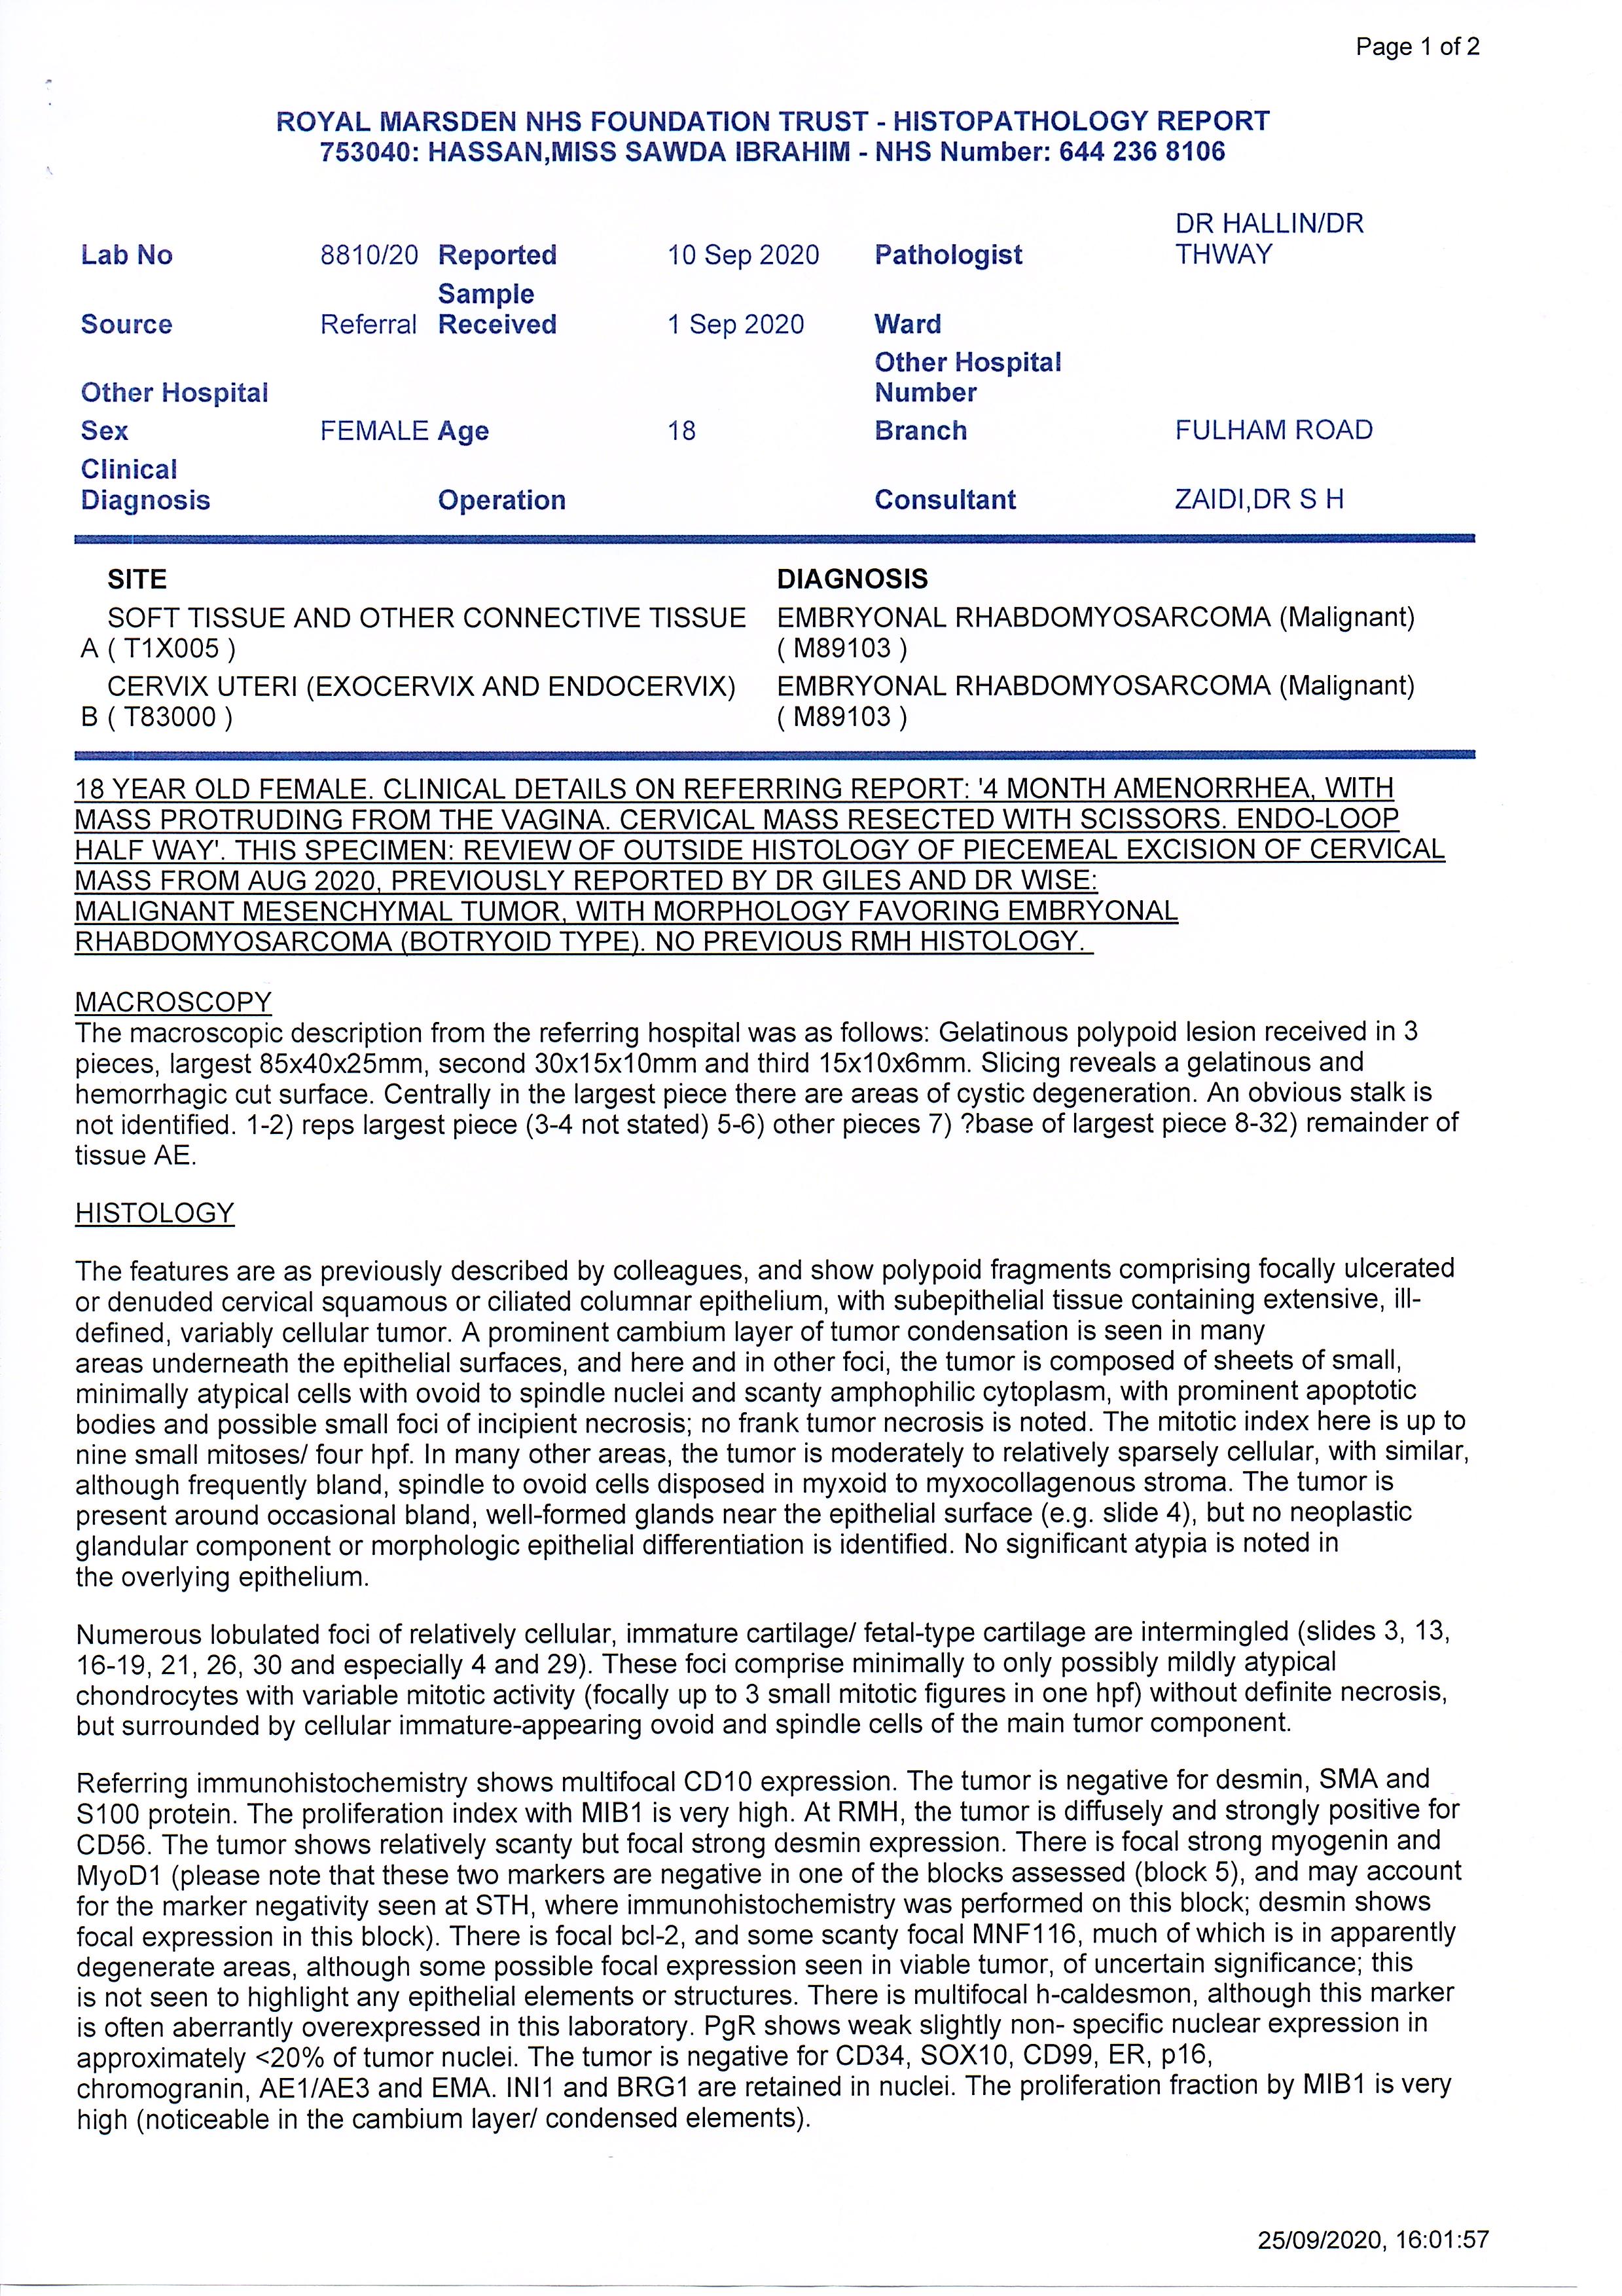 Page 1 of 2
ROYAL MARSDEN NHS FOUNDATION TRUST - HISTOPATHOLOGY REPORT
753040: HASSAN,MISS SAWDA IBRAHIM - NHS Number: 644 236 8106
Lab No 8810/20 Reported 10 Sep 2020 Pathologist DR HALLIN/DR THWAY
Source Referral Sample Received 1 Sep 2020 Ward
Other Hospital Other Hospital Number
Sex FEMALE Age 18 Branch FULHAM ROAD
Clinical Diagnosis Operation Consultant ZAIDI,DR S H
SITE DIAGNOSIS
SOFT TISSUE AND OTHER CONNECTIVE TISSUE EMBRYONAL RHABDOMYOSARCOMA (Malignant)
A ( T1X005 ) ( M89103 )
CERVIX UTERI (EXOCERVIX AND ENDOCERVIX) EMBRYONAL RHABDOMYOSARCOMA (Malignant)
B ( T83000 ) ( M89103 )
18 YEAR OLD FEMALE. CLINICAL DETAILS ON REFERRING REPORT: '4 MONTH AMENORRHEA, WITH
MASS PROTRUDING FROM THE VAGINA. CERVICAL MASS RESECTED WITH SCISSORS. ENDO-LOOP
HALF WAY'. THIS SPECIMEN: REVIEW OF OUTSIDE HISTOLOGY OF PIECEMEAL EXCISION OF CERVICAL
MASS FROM AUG 2020, PREVIOUSLY REPORTED BY DR GILES AND DR WISE:
MALIGNANT MESENCHYMAL TUMOR, WITH MORPHOLOGY FAVORING EMBRYONAL
RHABDOMYOSARCOMA (BOTRYOID TYPE). NO PREVIOUS RMH HISTOLOGY.
MACROSCOPY
The macroscopic description from the referring hospital was as follows: Gelatinous polypoid lesion received in 3
pieces, largest 85x40x25mm, second 30x15x10mm and third 15x10x6mm. Slicing reveals a gelatinous and
hemorrhagic cut surface. Centrally in the largest piece there are areas of cystic degeneration. An obvious stalk is
not identified. 1-2) reps largest piece (3-4 not stated) 5-6) other pieces 7) ?base of largest piece 8-32) remainder of
tissue AE.
HISTOLOGY
The features are as previously described by colleagues, and show polypoid fragments comprising focally ulcerated
or denuded cervical squamous or ciliated columnar epithelium, with subepithelial tissue containing extensive, ill-
defined, variably cellular tumor. A prominent cambium layer of tumor condensation is seen in many
areas underneath the epithelial surfaces, and here and in other foci, the tumor is composed of sheets of small,
minimally atypical cells with ovoid to spindle nuclei and scanty amphophilic cytoplasm, with prominent apoptotic
bodies and possible small foci of incipient necrosis; no frank tumor necrosis is noted. The mitotic index here is up to
nine small mitoses/ four hpf. In many other areas, the tumor is moderately to relatively sparsely cellular, with similar,
although frequently bland, spindle to ovoid cells disposed in myxoid to myxocollagenous stroma. The tumor is
present around occasional bland, well-formed glands near the epithelial surface (e.g. slide 4), but no neoplastic
glandular component or morphologic epithelial differentiation is identified. No significant atypia is noted in
the overlying epithelium.
Numerous lobulated foci of relatively cellular, immature cartilage/ fetal-type cartilage are intermingled (slides 3, 13,
16-19, 21, 26, 30 and especially 4 and 29). These foci comprise minimally to only possibly mildly atypical
chondrocytes with variable mitotic activity (focally up to 3 small mitotic figures in one hpf) without definite necrosis,
but surrounded by cellular immature-appearing ovoid and spindle cells of the main tumor component.
Referring immunohistochemistry shows multifocal CD10 expression. The tumor is negative for desmin, SMA and
S100 protein. The proliferation index with MIB1 is very high. At RMH, the tumor is diffusely and strongly positive for
CD56. The tumor shows relatively scanty but focal strong desmin expression. There is focal strong myogenin and
MyoD1 (please note that these two markers are negative in one of the blocks assessed (block 5), and may account
for the marker negativity seen at STH, where immunohistochemistry was performed on this block; desmin shows
focal expression in this block). There is focal bcl-2, and some scanty focal MNF116, much of which is in apparently
degenerate areas, although some possible focal expression seen in viable tumor, of uncertain significance; this
is not seen to highlight any epithelial elements or structures. There is multifocal h-caldesmon, although this marker
is often aberrantly overexpressed in this laboratory. PgR shows weak slightly non- specific nuclear expression in
approximately <20% of tumor nuclei. The tumor is negative for CD34, SOX10, CD99, ER, p16,
chromogranin, AE1/AE3 and EMA. INI1 and BRG1 are retained in nuclei. The proliferation fraction by MIB1 is very
high (noticeable in the cambium layer/ condensed elements).
25/09/2020, 16:01:57